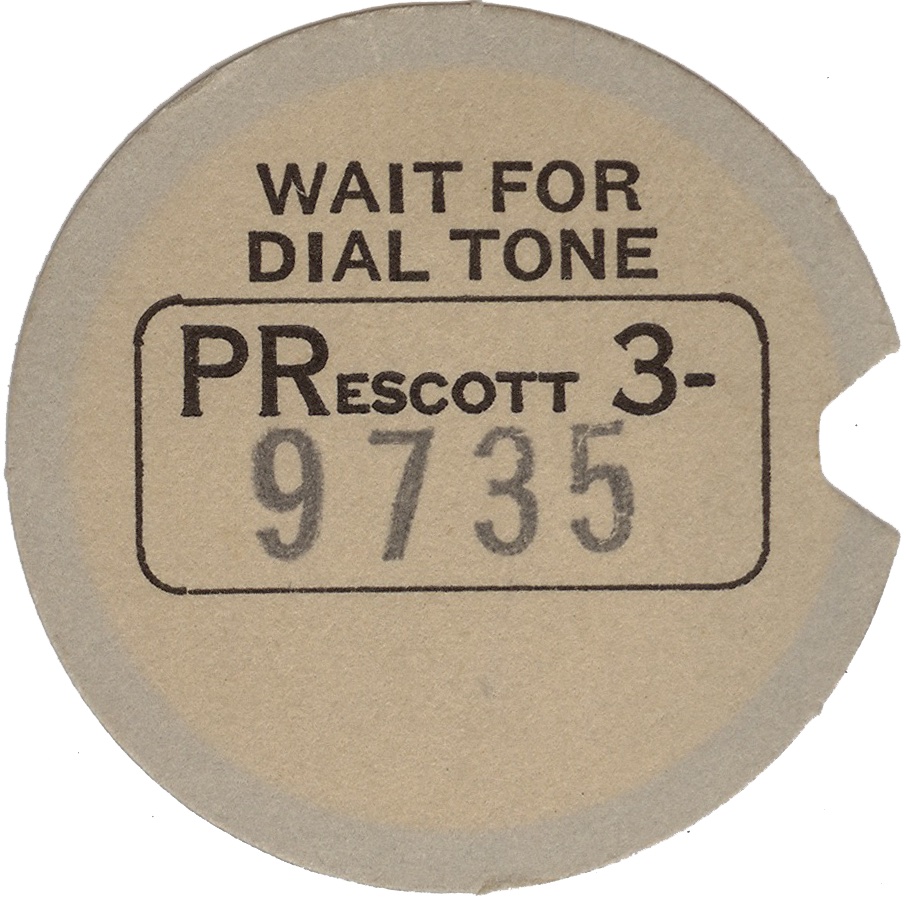 WAIT FOR
DIAL TONE
PRESCOTT 3-
9735